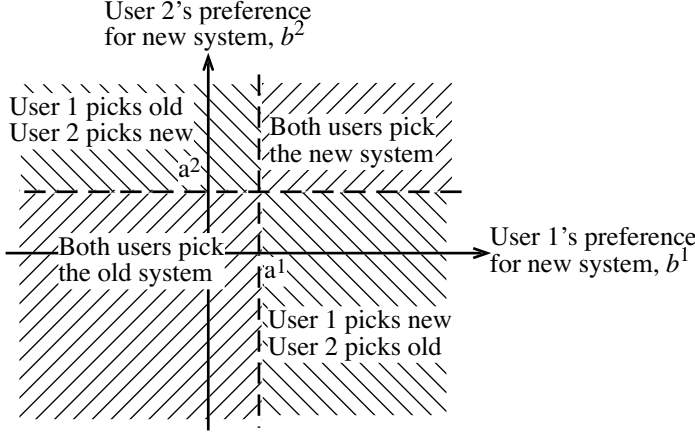 User 2’s preference
for new system, b²
User 1 picks old
User 2 picks new
Both users pick
the new system
a²
Both users pick
the old system
User 1’s preference
for new system, b¹
a¹
User 1 picks new
User 2 picks old